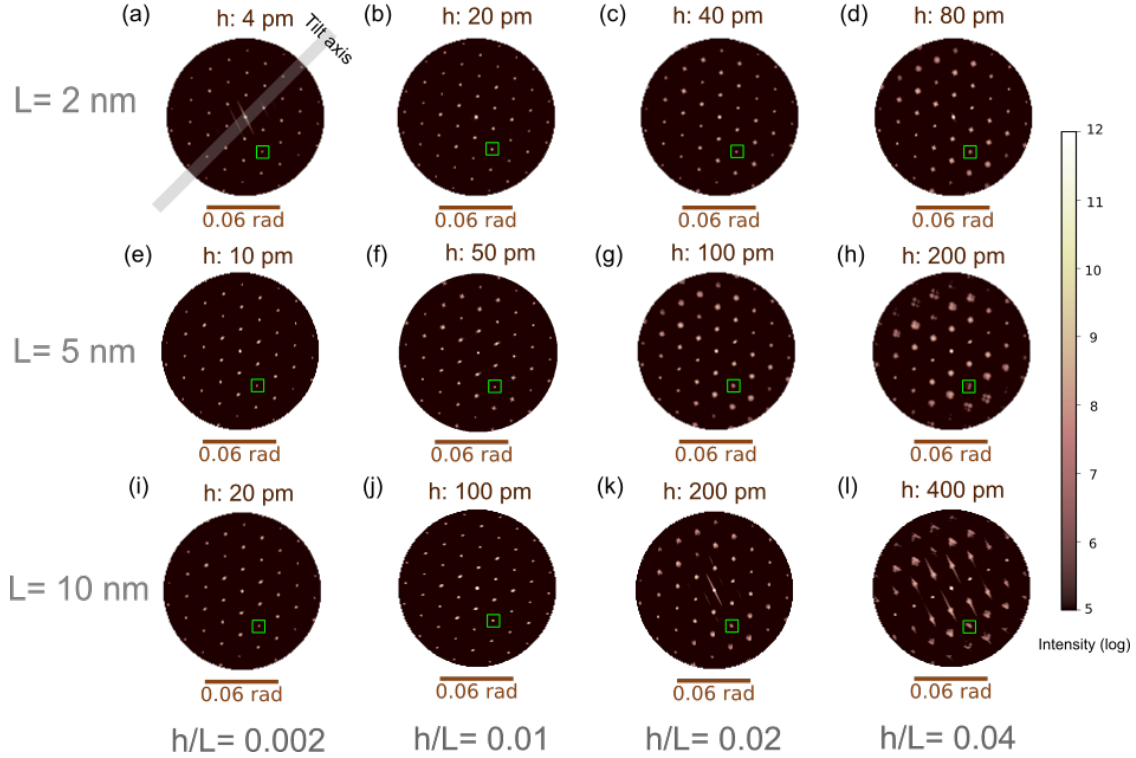 (a) h: 4 pm (b) h: 20 pm (c) h: 40 pm (d) h: 80 pm
Tilt axis
L= 2 nm
12
11
10
9
8
7
6
5
Intensity (log)
0.06 rad 0.06 rad 0.06 rad 0.06 rad
(e) h: 10 pm (f) h: 50 pm (g) h: 100 pm (h) h: 200 pm
L= 5 nm
0.06 rad 0.06 rad 0.06 rad 0.06 rad
(i) h: 20 pm (j) h: 100 pm (k) h: 200 pm (l) h: 400 pm
L= 10 nm
0.06 rad 0.06 rad 0.06 rad 0.06 rad
h/L= 0.002 h/L= 0.01 h/L= 0.02 h/L= 0.04